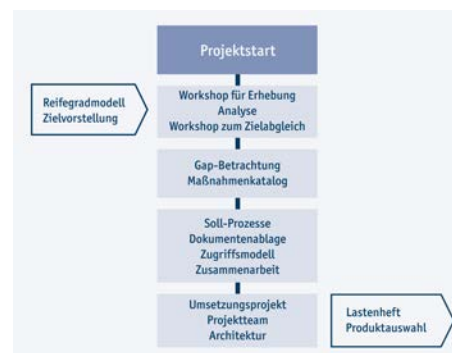 Projektstart
Reifegradmodell
Zielvorstellung
Workshop für Erhebung
Analyse
Workshop zum Zielabgleich
Gap-Betrachtung
Maßnahmenkatalog
Soll-Prozesse
Dokumentenablage
Zugriffsmodell
Zusammenarbeit
Umsetzungsprojekt
Projektteam
Architektur
Lastenheft
Produktauswahl